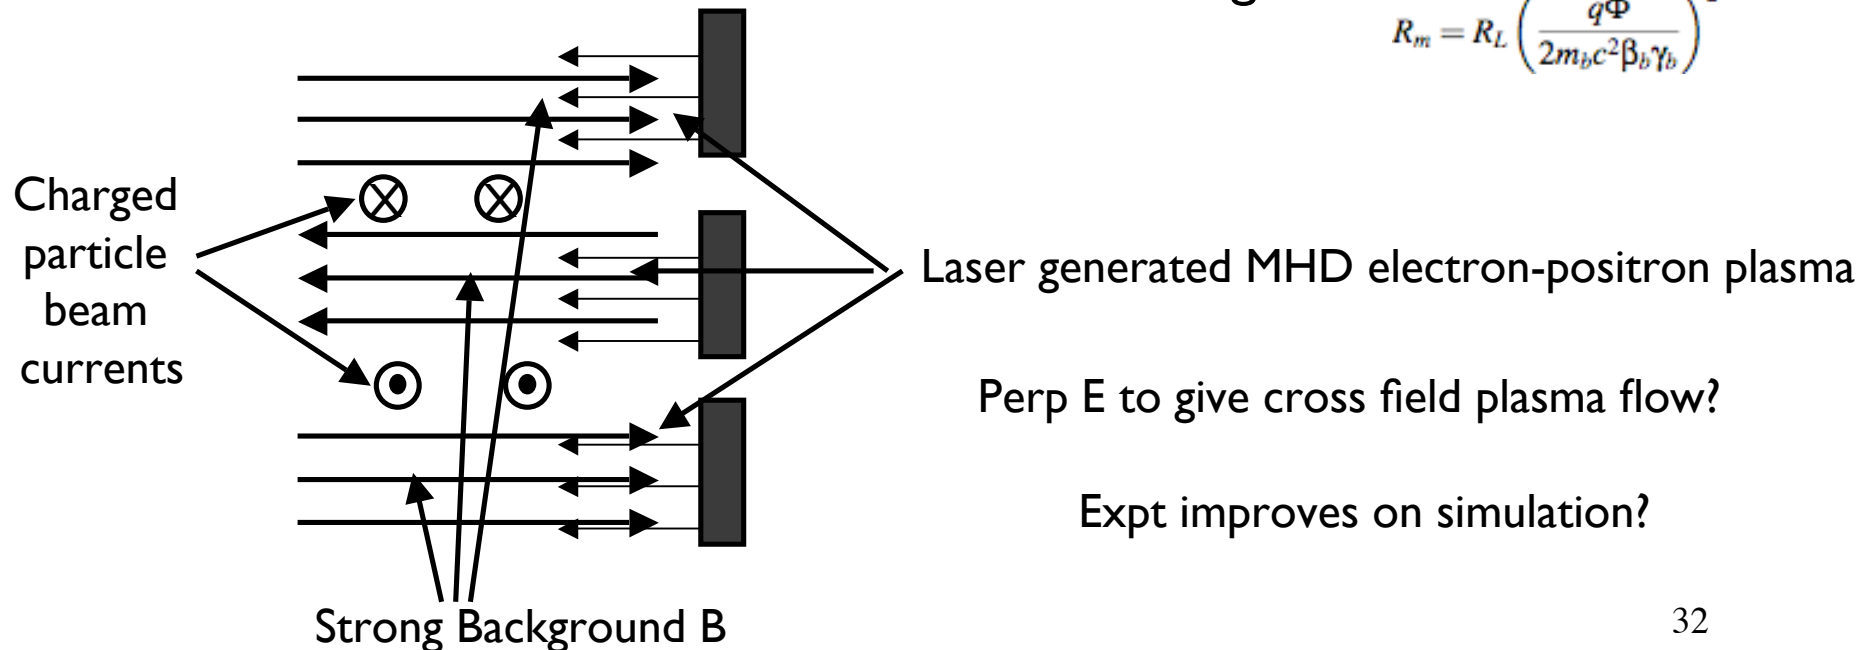 R_m = R_L ( qΦ / 2m_bc²β_bγ_b )
Charged
particle
beam
currents
Laser generated MHD electron-positron plasma
Perp E to give cross field plasma flow?
Expt improves on simulation?
Strong Background B
32